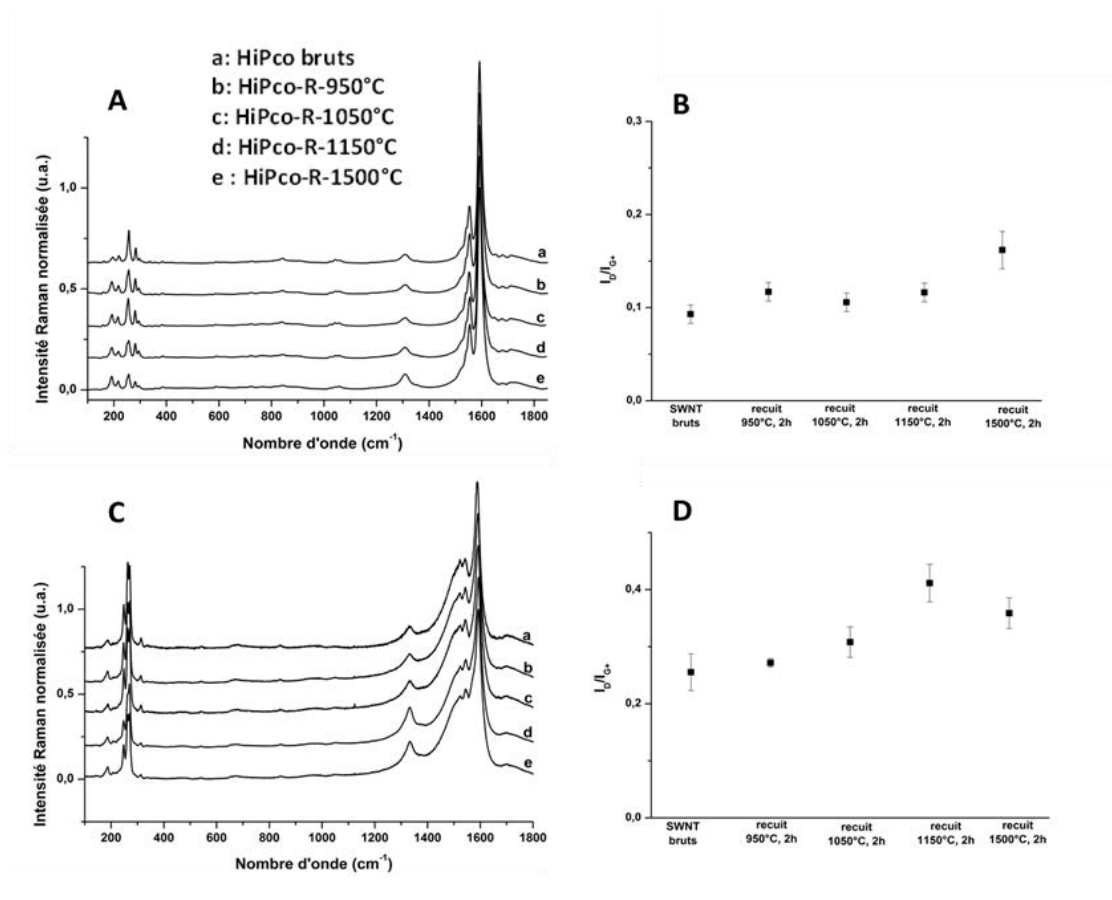 A
a: HiPco bruts
b: HiPco-R-950°C
c: HiPco-R-1050°C
d: HiPco-R-1150°C
e : HiPco-R-1500°C
Intensité Raman normalisée (u.a.)
1,0
0,5
0,0
a
b
c
d
e
200 400 600 800 1000 1200 1400 1600 1800
Nombre d'onde (cm⁻¹)
B
I_D/I_G+
0,3
0,2
0,1
0,0
SWNT bruts
recuit 950°C, 2h
recuit 1050°C, 2h
recuit 1150°C, 2h
recuit 1500°C, 2h
C
Intensité Raman normalisée (u.a.)
1,0
0,5
0,0
a
b
c
d
e
200 400 600 800 1000 1200 1400 1600 1800
Nombre d'onde (cm⁻¹)
D
I_D/I_G+
0,4
0,2
0,0
SWNT bruts
recuit 950°C, 2h
recuit 1050°C, 2h
recuit 1150°C, 2h
recuit 1500°C, 2h